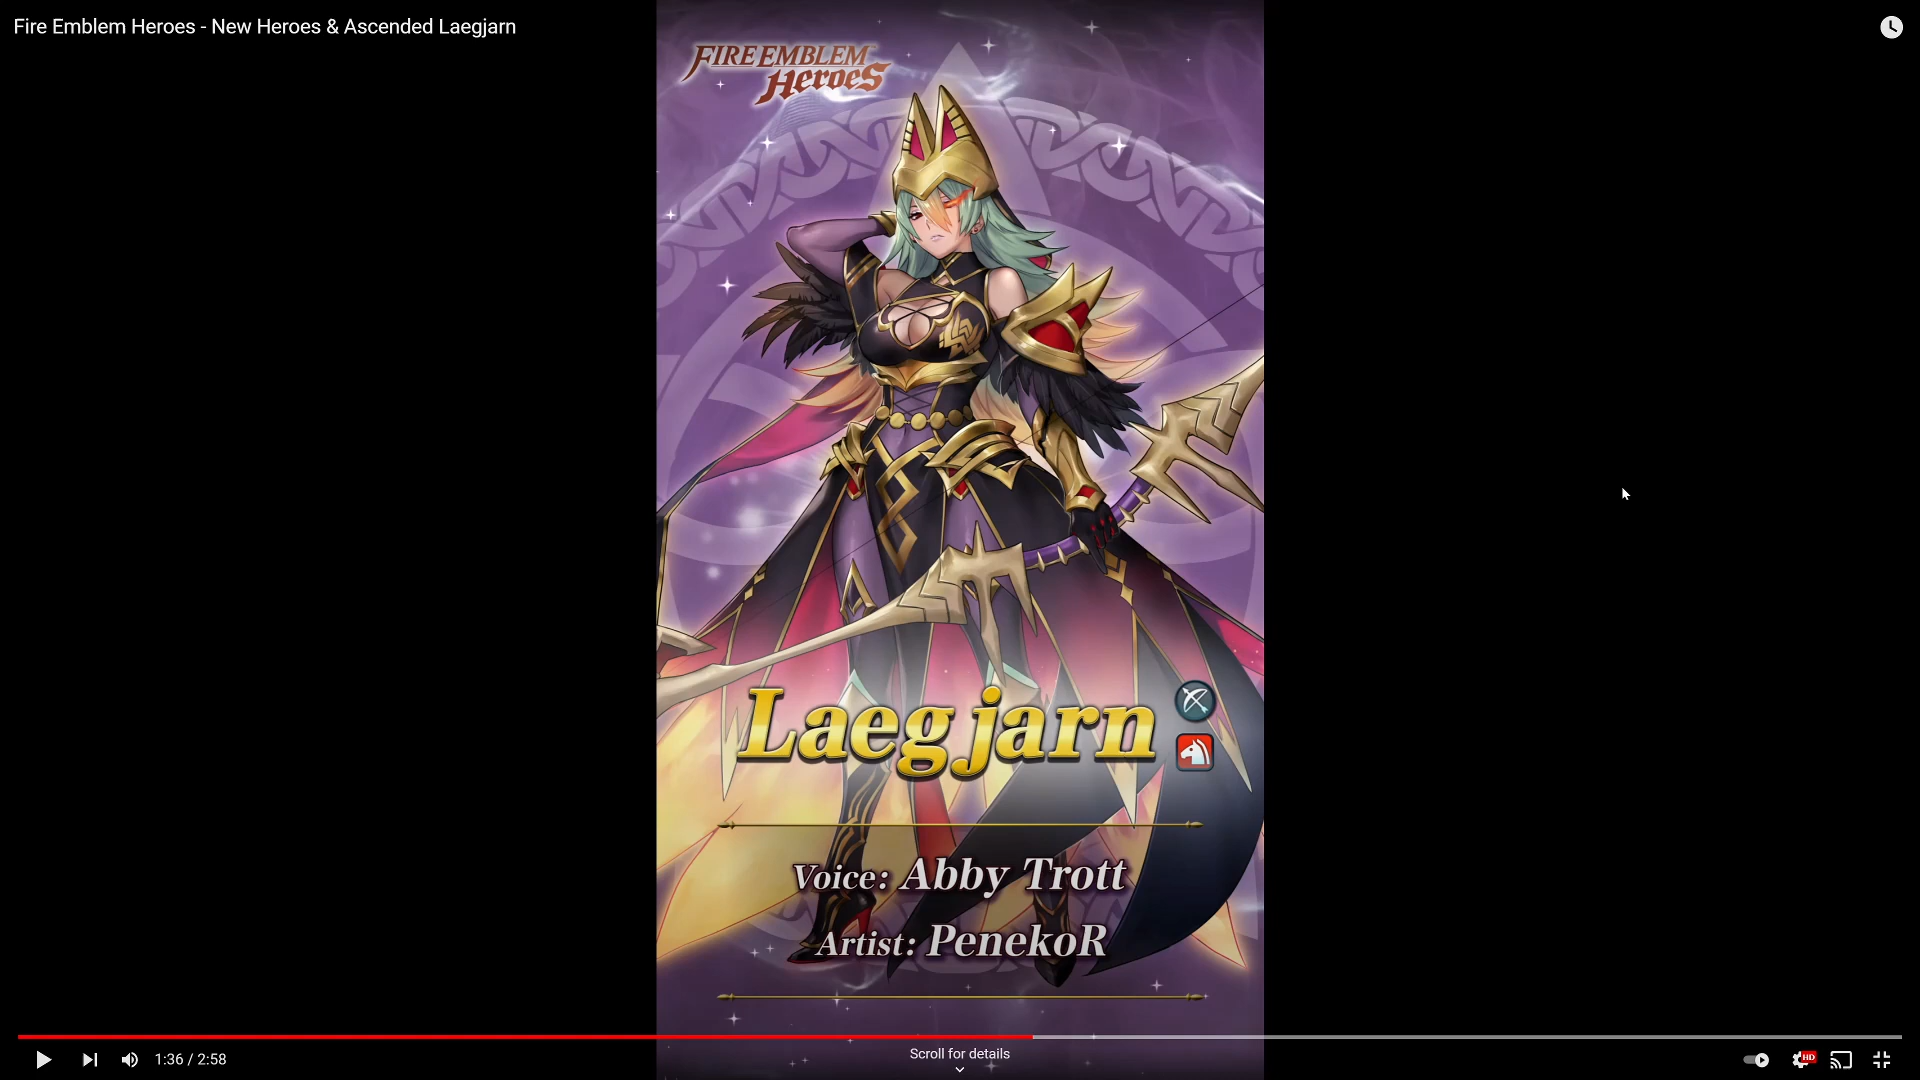 Fire Emblem Heroes - New Heroes & Ascended Laegjarn
FIRE EMBLEM
Heroes
Laegjarn
Voice: Abby Trott
Artist: PenekoR
1:36 / 2:58
Scroll for details
HD